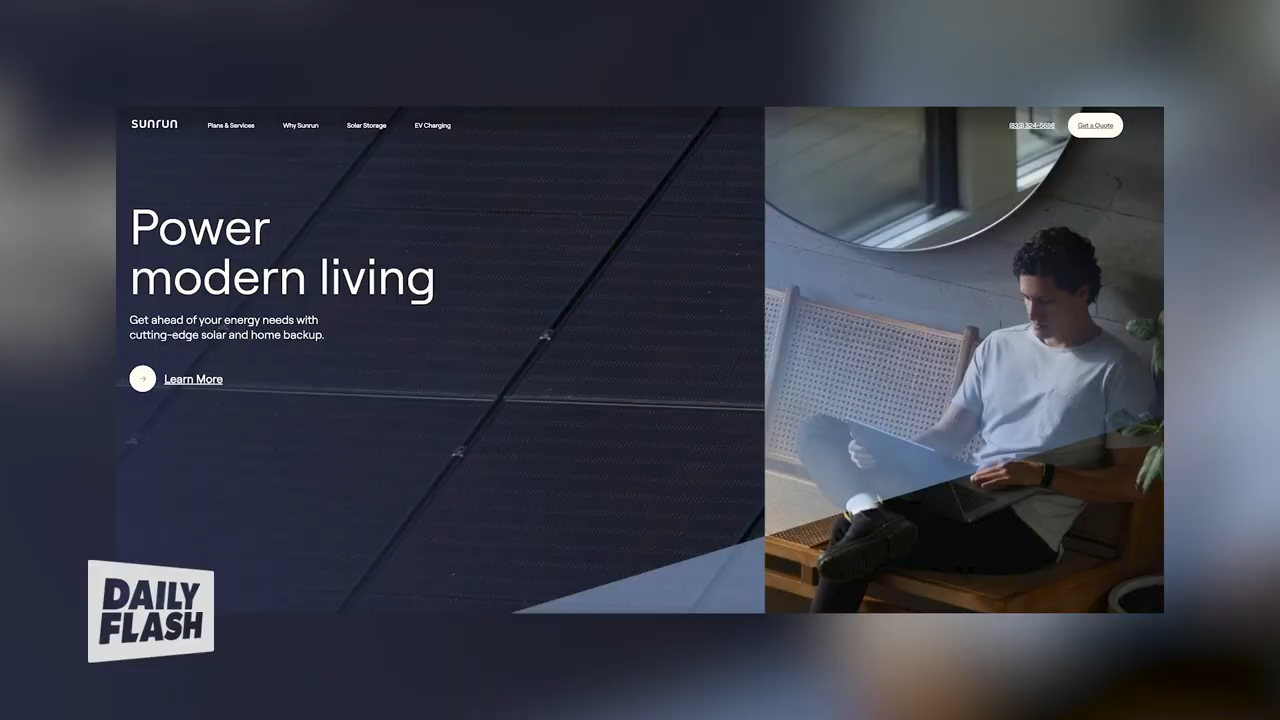 sunrun
Plans & Services
Why Sunrun
Solar Storage
EV Charging
Get a Quote
Power
modern living
Get ahead of your energy needs with
cutting-edge solar and home backup.
Learn More
DAILY
FLASH